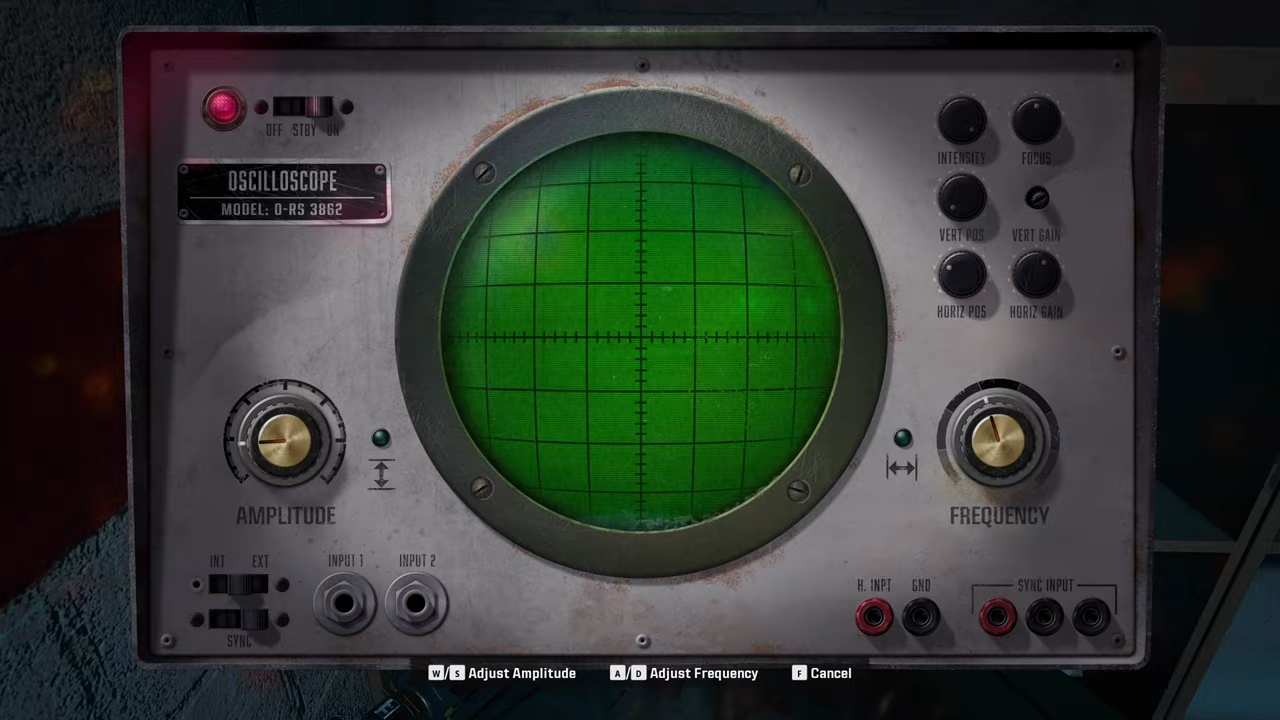 OFF STBY ON
OSCILLOSCOPE
MODEL: O-RS 3862
INTENSITY FOCUS
VERT POS VERT GAIN
HORIZ POS HORIZ GAIN
AMPLITUDE
FREQUENCY
INT EXT
SYNC
INPUT 1 INPUT 2
H. INPT GND
SYNC INPUT
W/S Adjust Amplitude A/D Adjust Frequency F Cancel